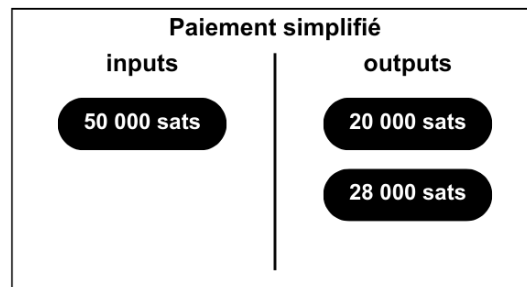 Paiement simplifié
inputs
outputs
50 000 sats
20 000 sats
28 000 sats